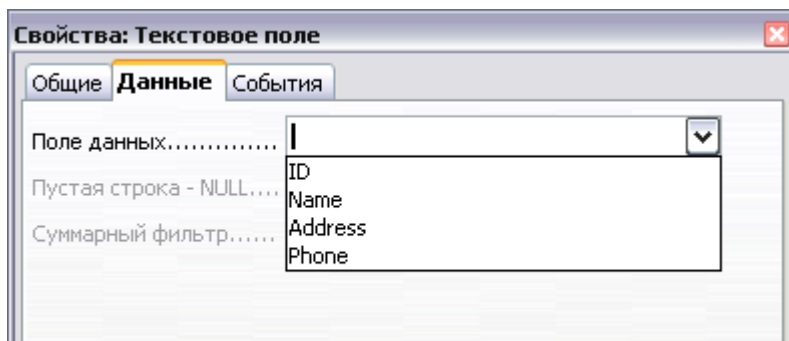 Свойства: Текстовое поле
Общие Данные События
Поле данных..............
ID
Пустая строка - NULL....
Name
Address
Суммарный фильтр......
Phone